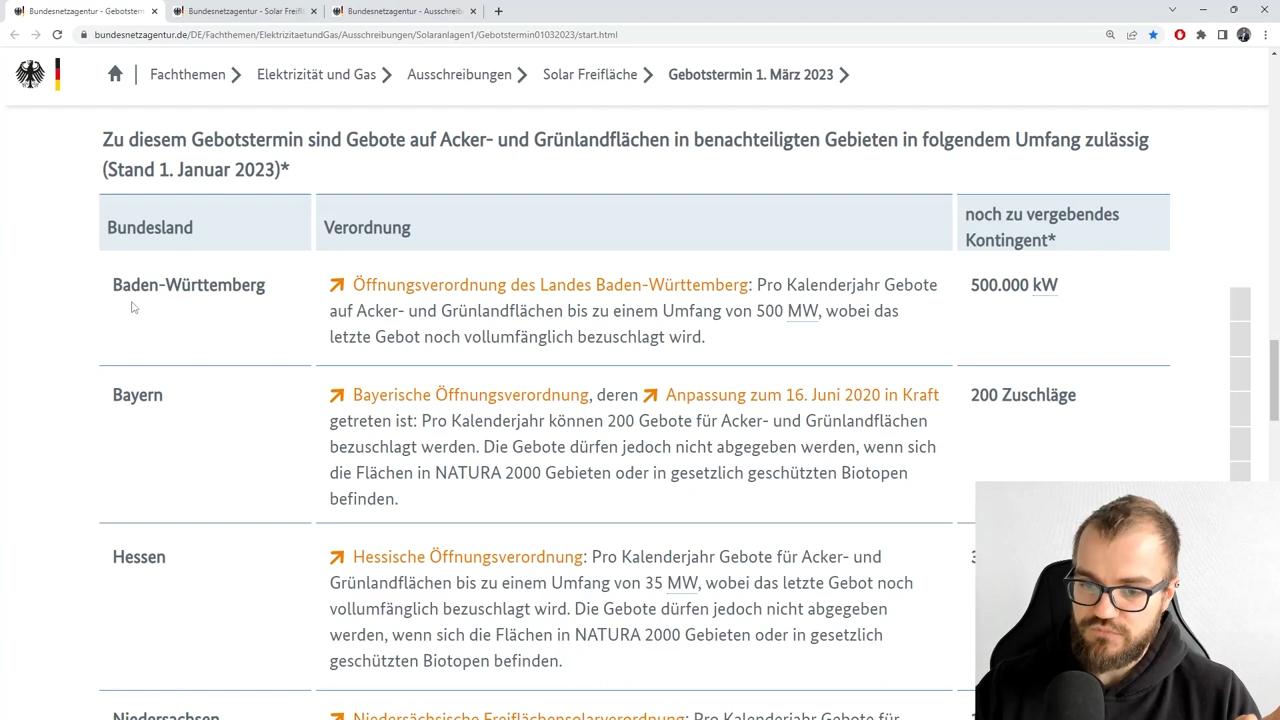 Bundesnetzagentur - Gebotstern
Bundesnetzagentur - Solar Freifl
Bundesnetzagentur - Ausschreib
bundesnetzagentur.de/DE/Fachthemen/ElektrizitaetundGas/Ausschreibungen/Solaranlagen1/Gebotstermin01032023/start.html
Fachthemen
Elektrizität und Gas
Ausschreibungen
Solar Freifläche
Gebotstermin 1. März 2023
Zu diesem Gebotstermin sind Gebote auf Acker- und Grünlandflächen in benachteiligten Gebieten in folgendem Umfang zulässig
(Stand 1. Januar 2023)*
Bundesland
Verordnung
noch zu vergebendes
Kontingent*
Baden-Württemberg
Öffnungsverordnung des Landes Baden-Württemberg: Pro Kalenderjahr Gebote
auf Acker- und Grünlandflächen bis zu einem Umfang von 500 MW, wobei das
letzte Gebot noch vollumfänglich bezuschlagt wird.
500.000 kW
Bayern
Bayerische Öffnungsverordnung, deren Anpassung zum 16. Juni 2020 in Kraft
getreten ist: Pro Kalenderjahr können 200 Gebote für Acker- und Grünlandflächen
bezuschlagt werden. Die Gebote dürfen jedoch nicht abgegeben werden, wenn sich
die Flächen in NATURA 2000 Gebieten oder in gesetzlich geschützten Biotopen
befinden.
200 Zuschläge
Hessen
Hessische Öffnungsverordnung: Pro Kalenderjahr Gebote für Acker- und
Grünlandflächen bis zu einem Umfang von 35 MW, wobei das letzte Gebot noch
vollumfänglich bezuschlagt wird. Die Gebote dürfen jedoch nicht abgegeben
werden, wenn sich die Flächen in NATURA 2000 Gebieten oder in gesetzlich
geschützten Biotopen befinden.
Niedersachsen
Niedersächsische Freiflächensolarverordnung: Pro Kalenderjahr Gebote für